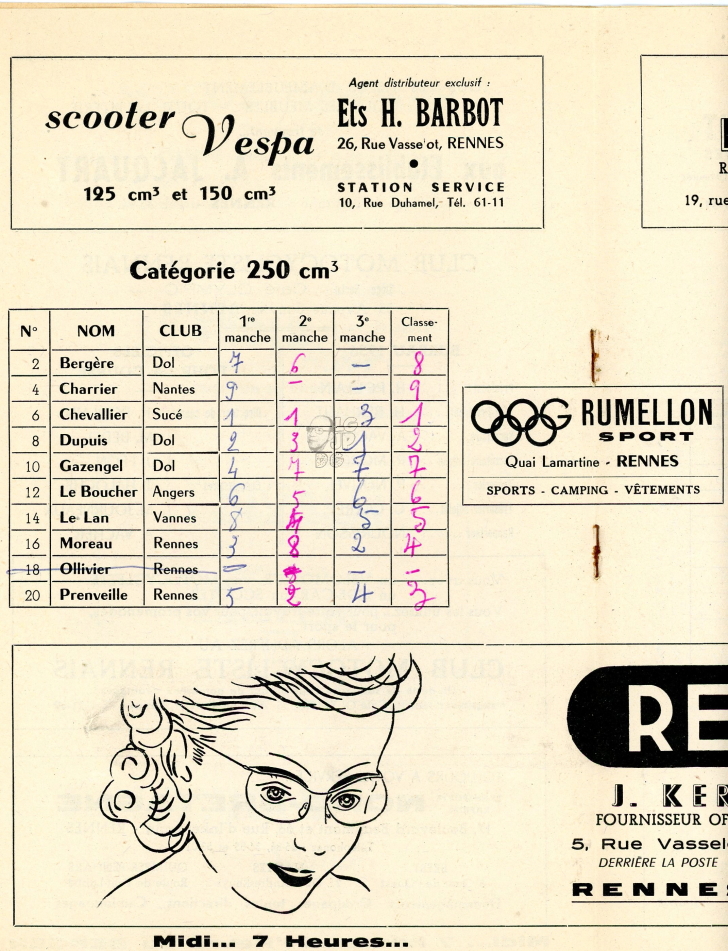 scooter Vespa
125 cm³ et 150 cm³
Agent distributeur exclusif :
Ets H. BARBOT
26, Rue Vasse'ot, RENNES
STATION SERVICE
10, Rue Duhamel, Tél. 61-11
R
19, rue
Catégorie 250 cm³
N° NOM CLUB 1re manche 2e manche 3e manche Classe-ment
2 Bergère Dol 7 6 — 8
4 Charrier Nantes 9 — — 9
6 Chevallier Sucé 1 1 3 1
8 Dupuis Dol 2 3 1 2
10 Gazengel Dol 4 7 7 7
12 Le Boucher Angers 6 5 6 6
14 Le Lan Vannes 8 4 5 5
16 Moreau Rennes 3 8 2 4
18 Ollivier Rennes — — -
20 Prenveille Rennes 5 2 4 3
RUMELLON
SPORT
Quai Lamartine - RENNES
SPORTS - CAMPING - VÊTEMENTS
RE
J. KER
FOURNISSEUR OF
5, Rue Vassel
DERRIÈRE LA POSTE
RENNES
Midi... 7 Heures...